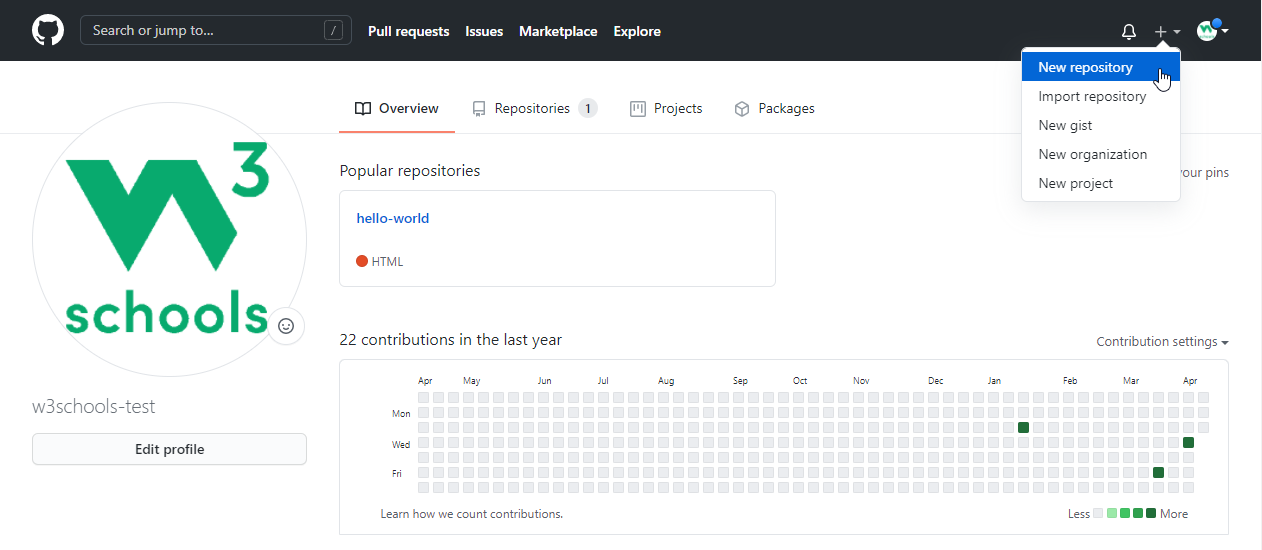 Search or jump to... /
Pull requests Issues Marketplace Explore
New repository
Import repository
New gist
New organization
New project
Overview Repositories 1 Projects Packages
W3
schools
schools
w3schools-test
Edit profile
Popular repositories
your pins
hello-world
HTML
22 contributions in the last year
Contribution settings
Apr May Jun Jul Aug Sep Oct Nov Dec Jan Feb Mar Apr
Mon
Wed
Fri
Learn how we count contributions.
Less More